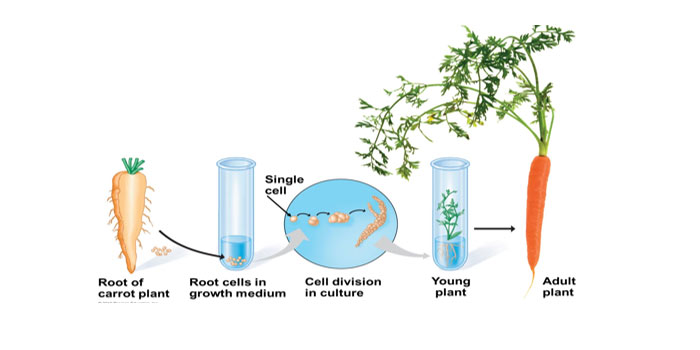 Single
cell
Root of
carrot plant
Root cells in
growth medium
Cell division
in culture
Young
plant
Adult
plant